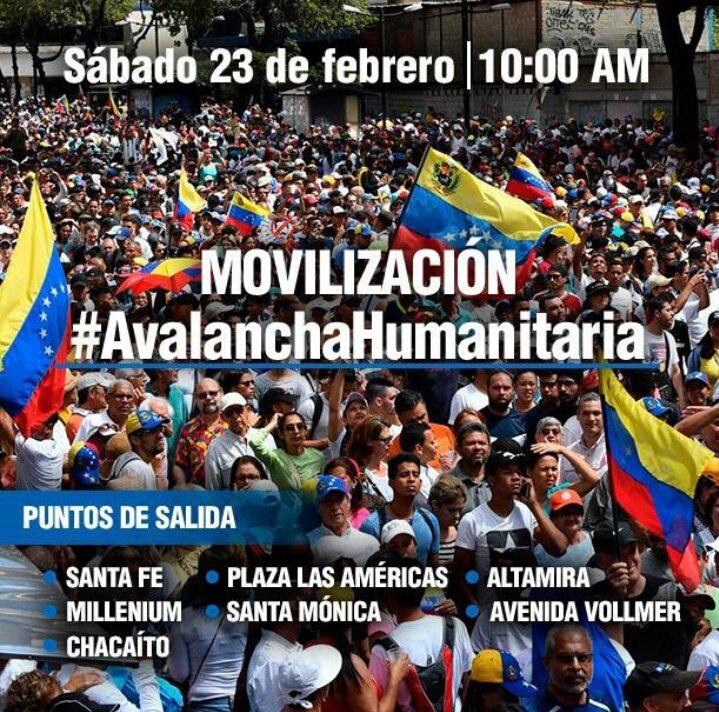 Sábado 23 de febrero | 10:00 AM
MOVILIZACIÓN
#AvalanchaHumanitaria
PUNTOS DE SALIDA
• SANTA FE • PLAZA LAS AMÉRICAS • ALTAMIRA
• MILLENIUM • SANTA MÓNICA • AVENIDA VOLLMER
• CHACAÍTO